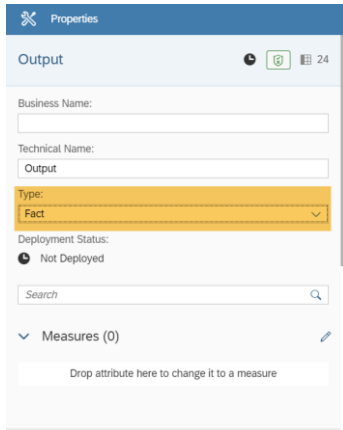 Properties
Output
24
Business Name:
Technical Name:
Output
Type:
Fact
Deployment Status:
Not Deployed
Search
Measures (0)
Drop attribute here to change it to a measure